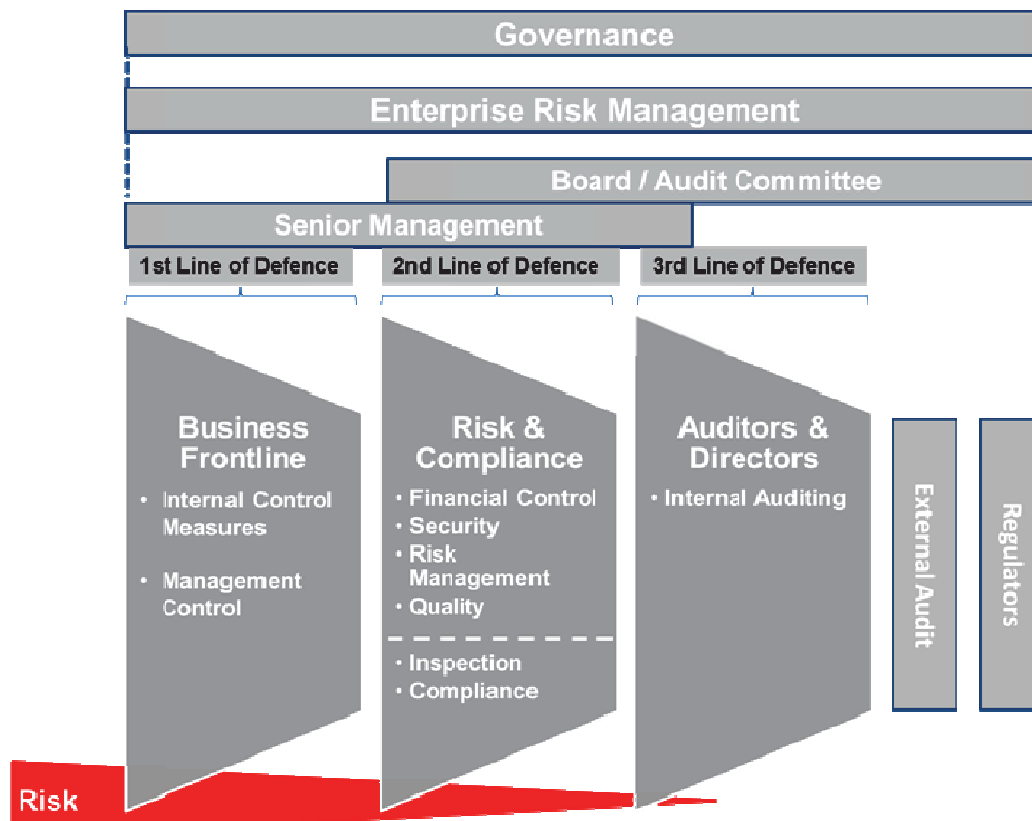 Governance
Enterprise Risk Management
Board / Audit Committee
Senior Management
1st Line of Defence
2nd Line of Defence
3rd Line of Defence
Business
Frontline
• Internal Control
Measures
• Management
Control
Risk &
Compliance
• Financial Control
• Security
• Risk
Management
• Quality
• Inspection
• Compliance
Auditors &
Directors
• Internal Auditing
External Audit
Regulators
Risk